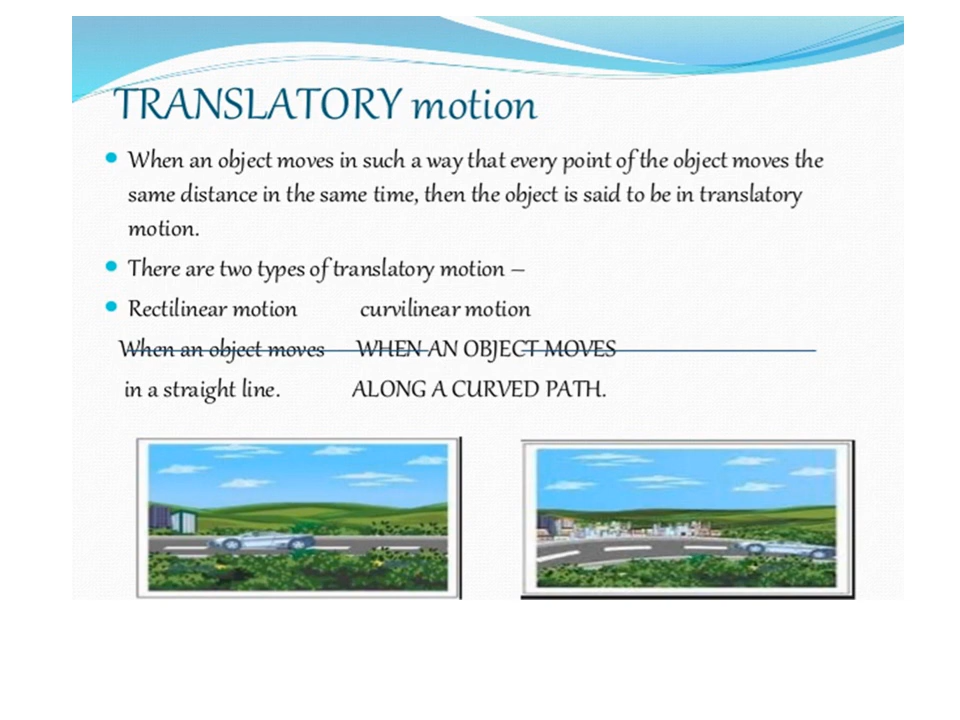 TRANSLATORY motion
When an object moves in such a way that every point of the object moves the
same distance in the same time, then the object is said to be in translatory
motion.
There are two types of translatory motion –
Rectilinear motion curvilinear motion
When an object moves WHEN AN OBJECT MOVES
in a straight line. ALONG A CURVED PATH.